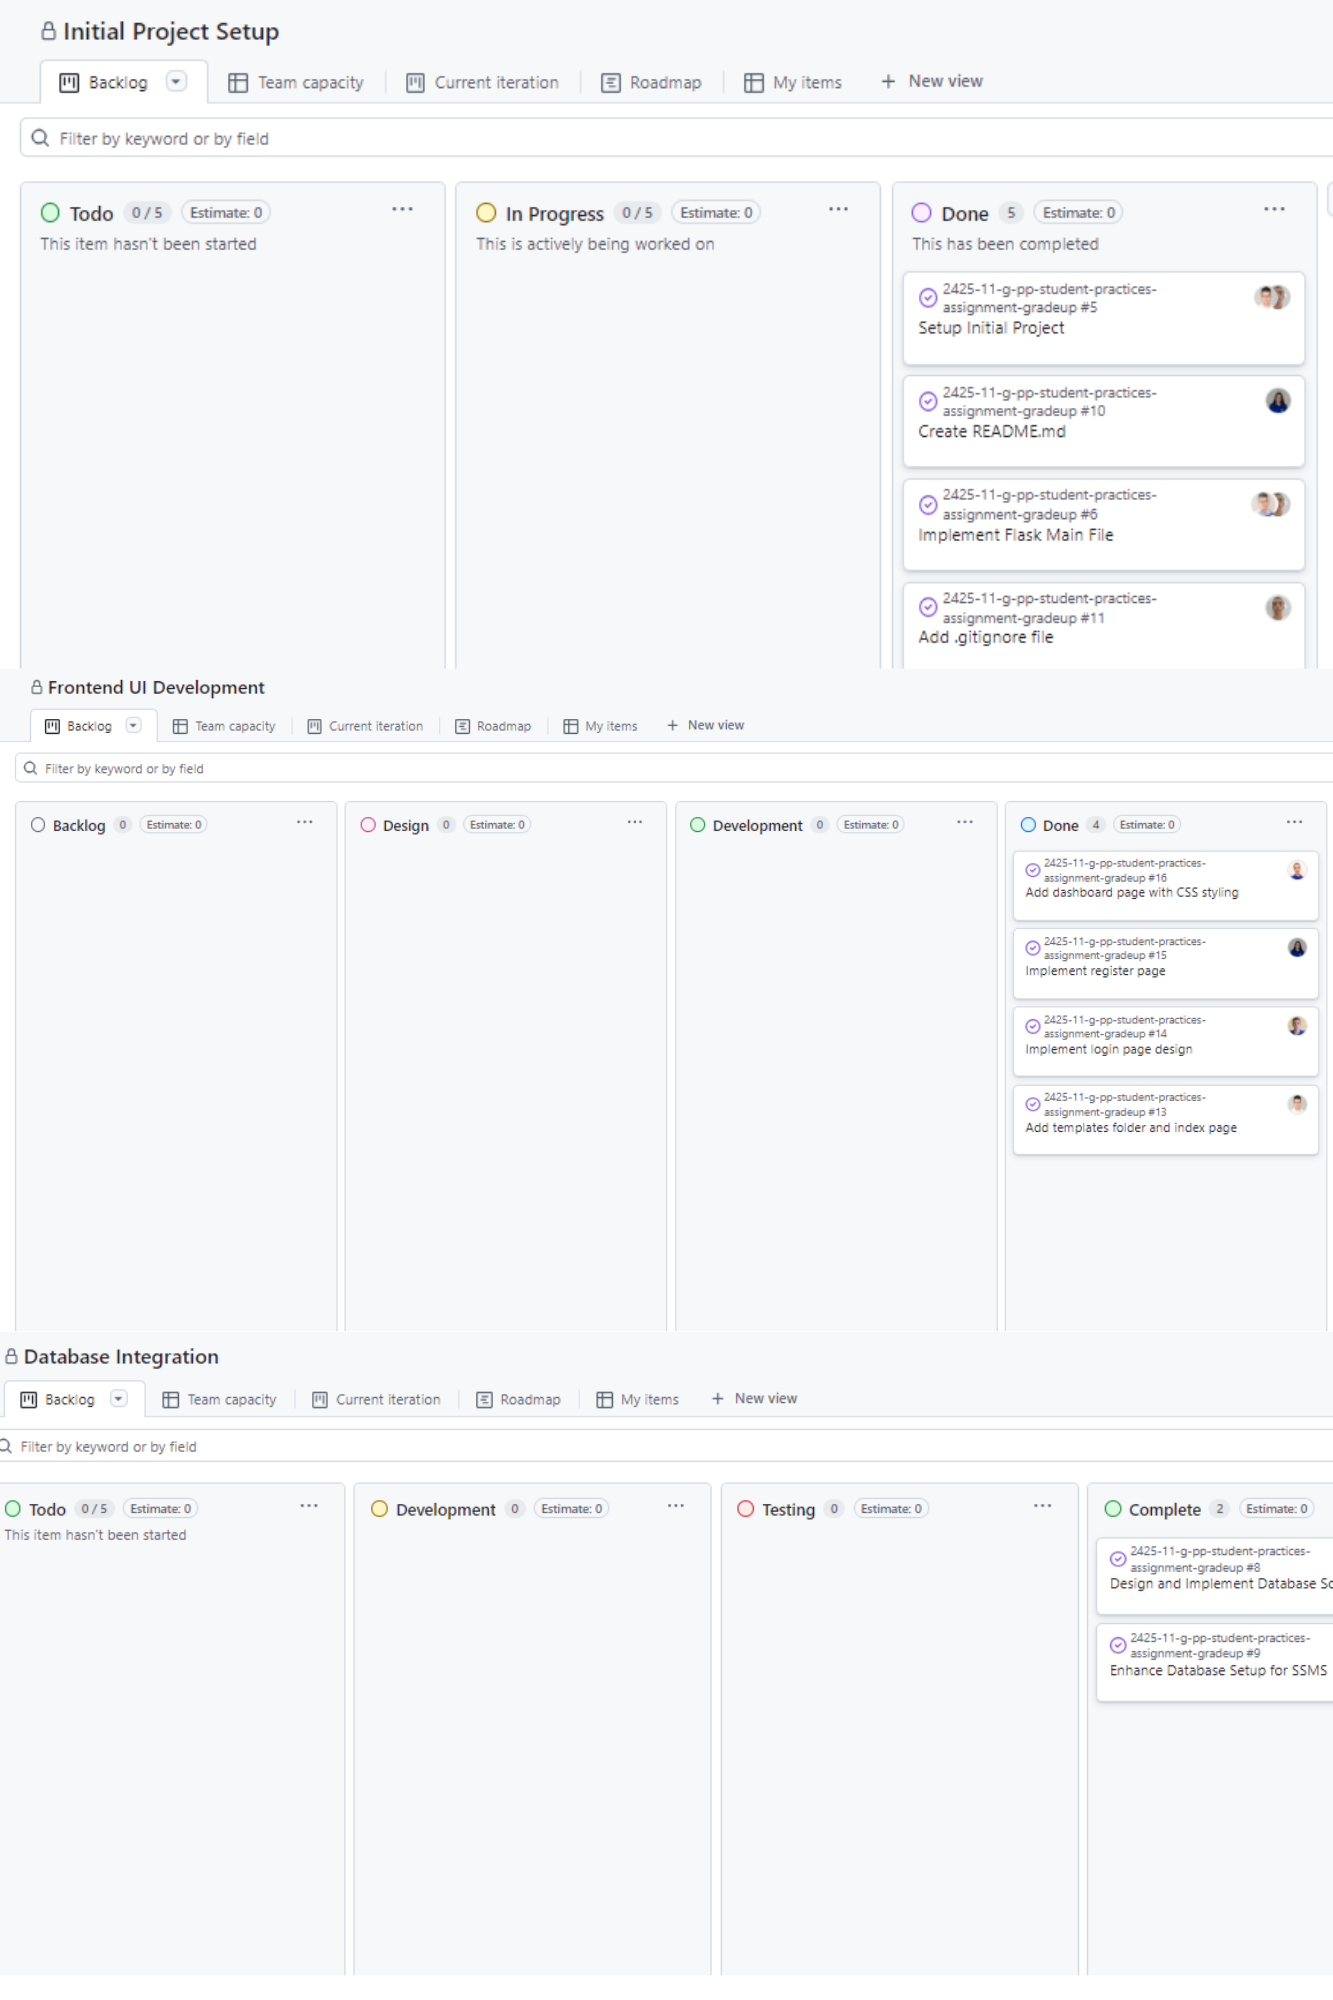 Initial Project Setup
Backlog
Team capacity
Current iteration
Roadmap
My items
+ New view
Filter by keyword or by field
Todo 0 / 5 Estimate: 0 ...
This item hasn't been started
In Progress 0 / 5 Estimate: 0 ...
This is actively being worked on
Done 5 Estimate: 0 ...
This has been completed
2425-11-g-pp-student-practices-
assignment-gradeup #5
Setup Initial Project
2425-11-g-pp-student-practices-
assignment-gradeup #10
Create README.md
2425-11-g-pp-student-practices-
assignment-gradeup #6
Implement Flask Main File
2425-11-g-pp-student-practices-
assignment-gradeup #11
Add .gitignore file
Frontend UI Development
Backlog
Team capacity
Current iteration
Roadmap
My items
+ New view
Filter by keyword or by field
Backlog 0 Estimate: 0 ...
Design 0 Estimate: 0 ...
Development 0 Estimate: 0 ...
Done 4 Estimate: 0 ...
2425-11-g-pp-student-practices-
assignment-gradeup #16
Add dashboard page with CSS styling
2425-11-g-pp-student-practices-
assignment-gradeup #15
Implement register page
2425-11-g-pp-student-practices-
assignment-gradeup #14
Implement login page design
2425-11-g-pp-student-practices-
assignment-gradeup #13
Add templates folder and index page
Database Integration
Backlog
Team capacity
Current iteration
Roadmap
My items
+ New view
Filter by keyword or by field
Todo 0 / 5 Estimate: 0 ...
This item hasn't been started
Development 0 Estimate: 0 ...
Testing 0 Estimate: 0 ...
Complete 2 Estimate: 0
2425-11-g-pp-student-practices-
assignment-gradeup #8
Design and Implement Database
2425-11-g-pp-student-practices-
assignment-gradeup #9
Enhance Database Setup for SSMS